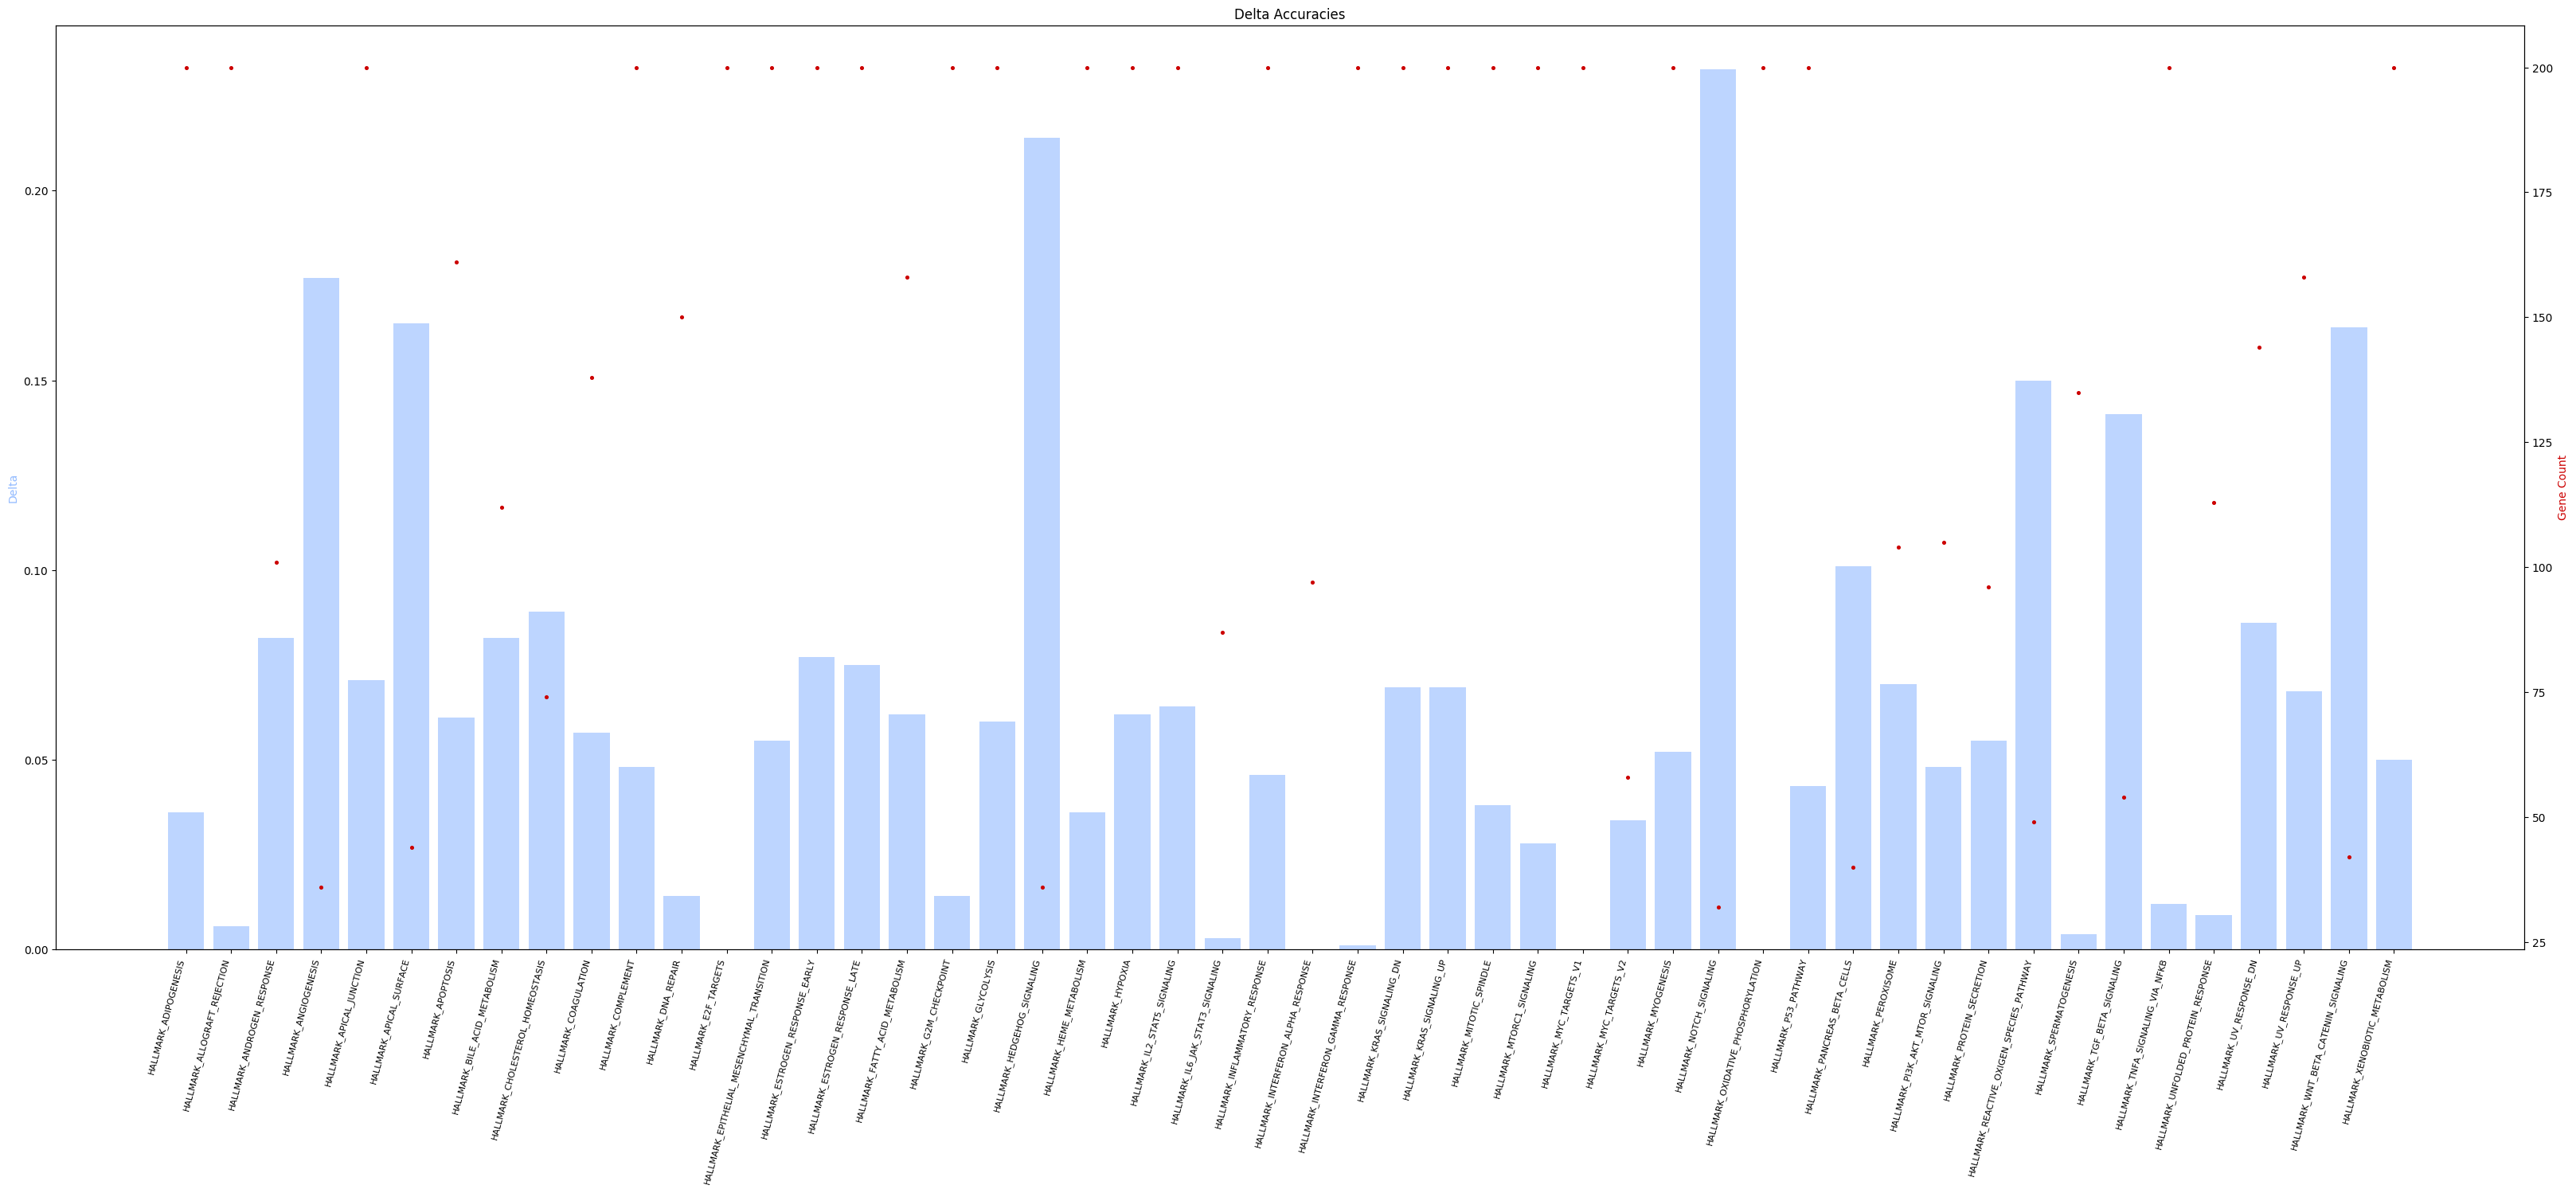 Delta Accuracies
Delta
0.20
0.15
0.10
0.05
0.00
200
175
150
125
100
75
50
25
Gene Count
HALLMARK_ADIPOGENESIS
HALLMARK_ALLOGRAFT_REJECTION
HALLMARK_ANDROGEN_RESPONSE
HALLMARK_ANGIOGENESIS
HALLMARK_APICAL_JUNCTION
HALLMARK_APICAL_SURFACE
HALLMARK_APOPTOSIS
HALLMARK_BILE_ACID_METABOLISM
HALLMARK_CHOLESTEROL_HOMEOSTASIS
HALLMARK_COAGULATION
HALLMARK_COMPLEMENT
HALLMARK_DNA_REPAIR
HALLMARK_E2F_TARGETS
HALLMARK_EPITHELIAL_MESENCHYMAL_TRANSITION
HALLMARK_ESTROGEN_RESPONSE_EARLY
HALLMARK_ESTROGEN_RESPONSE_LATE
HALLMARK_FATTY_ACID_METABOLISM
HALLMARK_G2M_CHECKPOINT
HALLMARK_GLYCOLYSIS
HALLMARK_HEDGEHOG_SIGNALING
HALLMARK_HEME_METABOLISM
HALLMARK_HYPOXIA
HALLMARK_IL2_STAT5_SIGNALING
HALLMARK_IL6_JAK_STAT3_SIGNALING
HALLMARK_INFLAMMATORY_RESPONSE
HALLMARK_INTERFERON_ALPHA_RESPONSE
HALLMARK_INTERFERON_GAMMA_RESPONSE
HALLMARK_KRAS_SIGNALING_DN
HALLMARK_KRAS_SIGNALING_UP
HALLMARK_MITOTIC_SPINDLE
HALLMARK_MTORC1_SIGNALING
HALLMARK_MYC_TARGETS_V1
HALLMARK_MYC_TARGETS_V2
HALLMARK_MYOGENESIS
HALLMARK_NOTCH_SIGNALING
HALLMARK_OXIDATIVE_PHOSPHORYLATION
HALLMARK_P53_PATHWAY
HALLMARK_PANCREAS_BETA_CELLS
HALLMARK_PEROXISOME
HALLMARK_PI3K_AKT_MTOR_SIGNALING
HALLMARK_PROTEIN_SECRETION
HALLMARK_REACTIVE_OXIGEN_SPECIES_PATHWAY
HALLMARK_SPERMATOGENESIS
HALLMARK_TGF_BETA_SIGNALING
HALLMARK_TNFA_SIGNALING_VIA_NFKB
HALLMARK_UNFOLDED_PROTEIN_RESPONSE
HALLMARK_UV_RESPONSE_DN
HALLMARK_UV_RESPONSE_UP
HALLMARK_WNT_BETA_CATENIN_SIGNALING
HALLMARK_XENOBIOTIC_METABOLISM